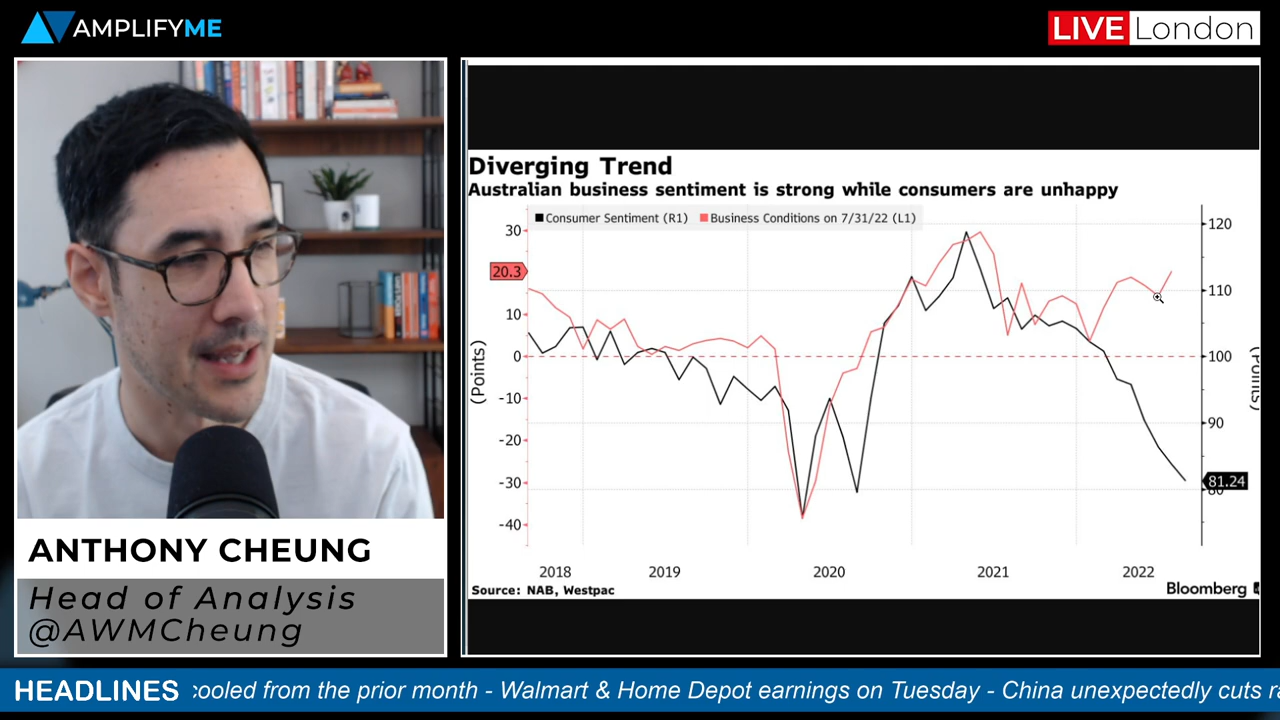 AMPLIFYME
LIVE London
Diverging Trend
Australian business sentiment is strong while consumers are unhappy
Consumer Sentiment (R1) Business Conditions on 7/31/22 (L1)
30
20.3
10
0
-10
-20
-30
-40
(Points)
120
110
100
90
80
81.24
(Points)
2018 2019 2020 2021 2022
Source: NAB, Westpac
Bloomberg
ANTHONY CHEUNG
Head of Analysis
@AWMCheung
HEADLINES cooled from the prior month - Walmart & Home Depot earnings on Tuesday - China unexpectedly cuts